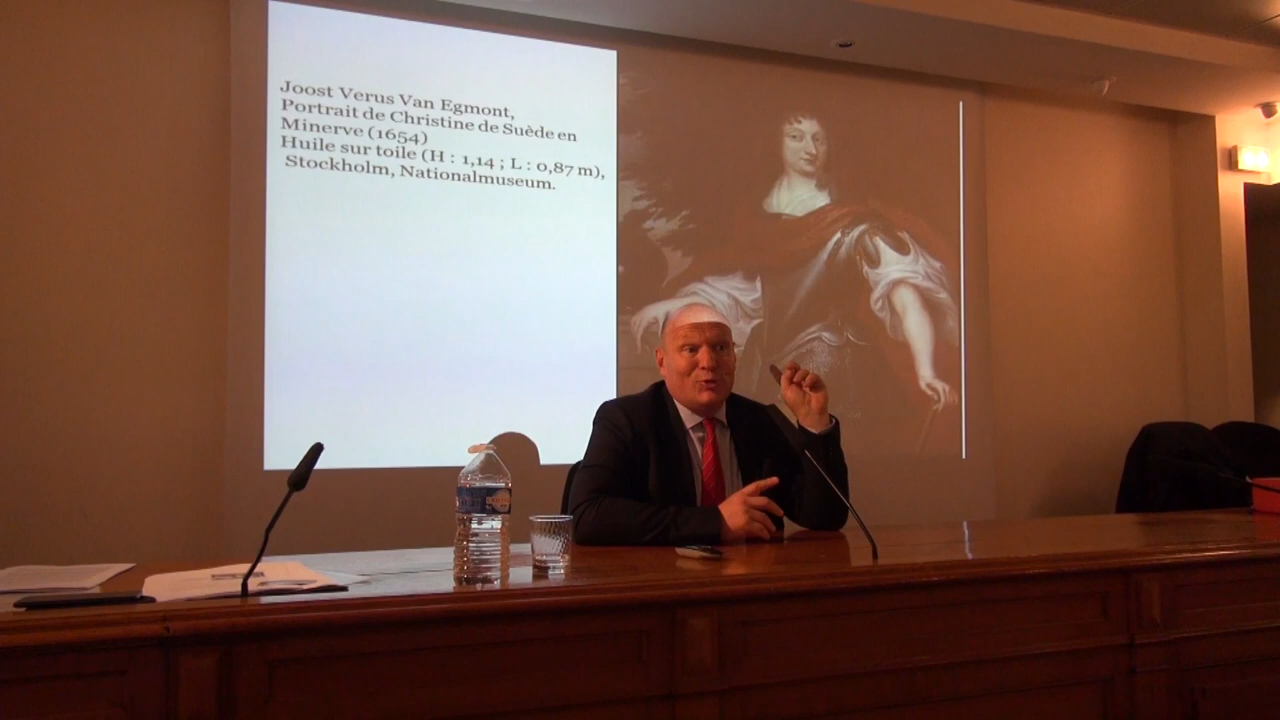 Joost Verus Van Egmont,
Portrait de Christine de Suède en
Minerve (1654)
Huile sur toile (H : 1,14 ; L : 0,87 m),
Stockholm, Nationalmuseum.